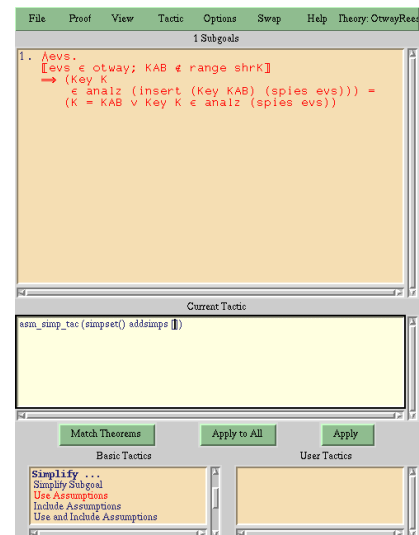 File Proof View Tactic Options Swap Help Theory: OtwayRees
1 Subgoals
1. ⋀evs.
⟦evs ∈ otway; KAB ∉ range shrK⟧
⟹ (Key K
∈ analz (insert (Key KAB) (spies evs))) =
(K = KAB ∨ Key K ∈ analz (spies evs))
Current Tactic
asm_simp_tac (simpset() addsimps [])
Match Theorems Apply to All Apply
Basic Tactics User Tactics
Simplify ...
Simplify Subgoal
Use Assumptions
Include Assumptions
Use and Include Assumptions